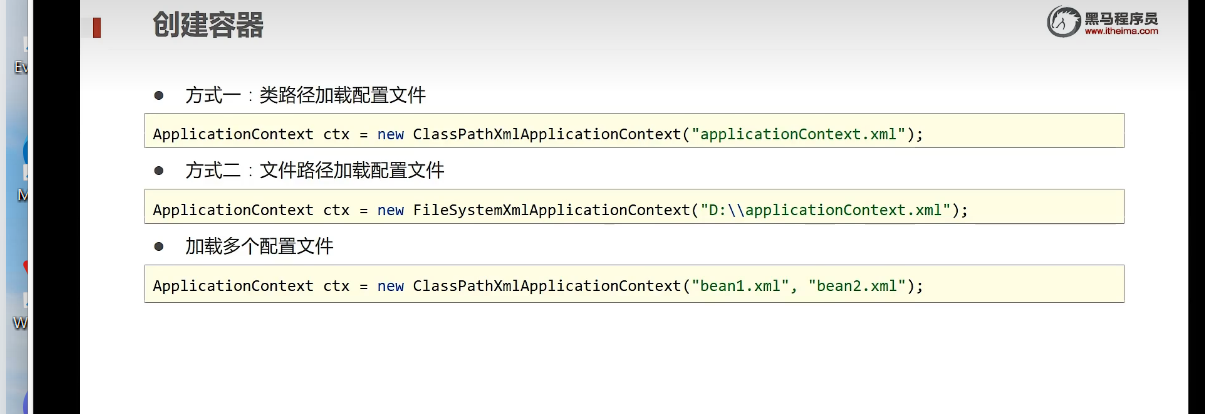 创建容器
黑马程序员
www.itheima.com
Ev
● 方式一：类路径加载配置文件
ApplicationContext ctx = new ClassPathXmlApplicationContext("applicationContext.xml");
● 方式二：文件路径加载配置文件
M
ApplicationContext ctx = new FileSystemXmlApplicationContext("D:\\applicationContext.xml");
● 加载多个配置文件
ApplicationContext ctx = new ClassPathXmlApplicationContext("bean1.xml", "bean2.xml");
W